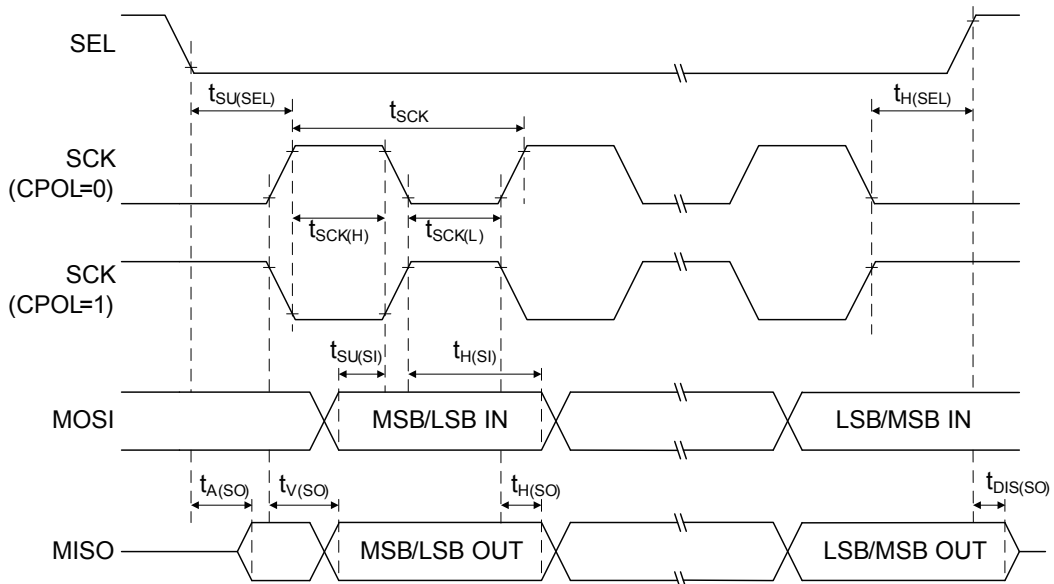 SEL
tSU(SEL)
tSCK
tH(SEL)
SCK
(CPOL=0)
tSCK(H)
tSCK(L)
SCK
(CPOL=1)
tSU(SI)
tH(SI)
MOSI
MSB/LSB IN
LSB/MSB IN
tA(SO)
tV(SO)
tH(SO)
tDIS(SO)
MISO
MSB/LSB OUT
LSB/MSB OUT